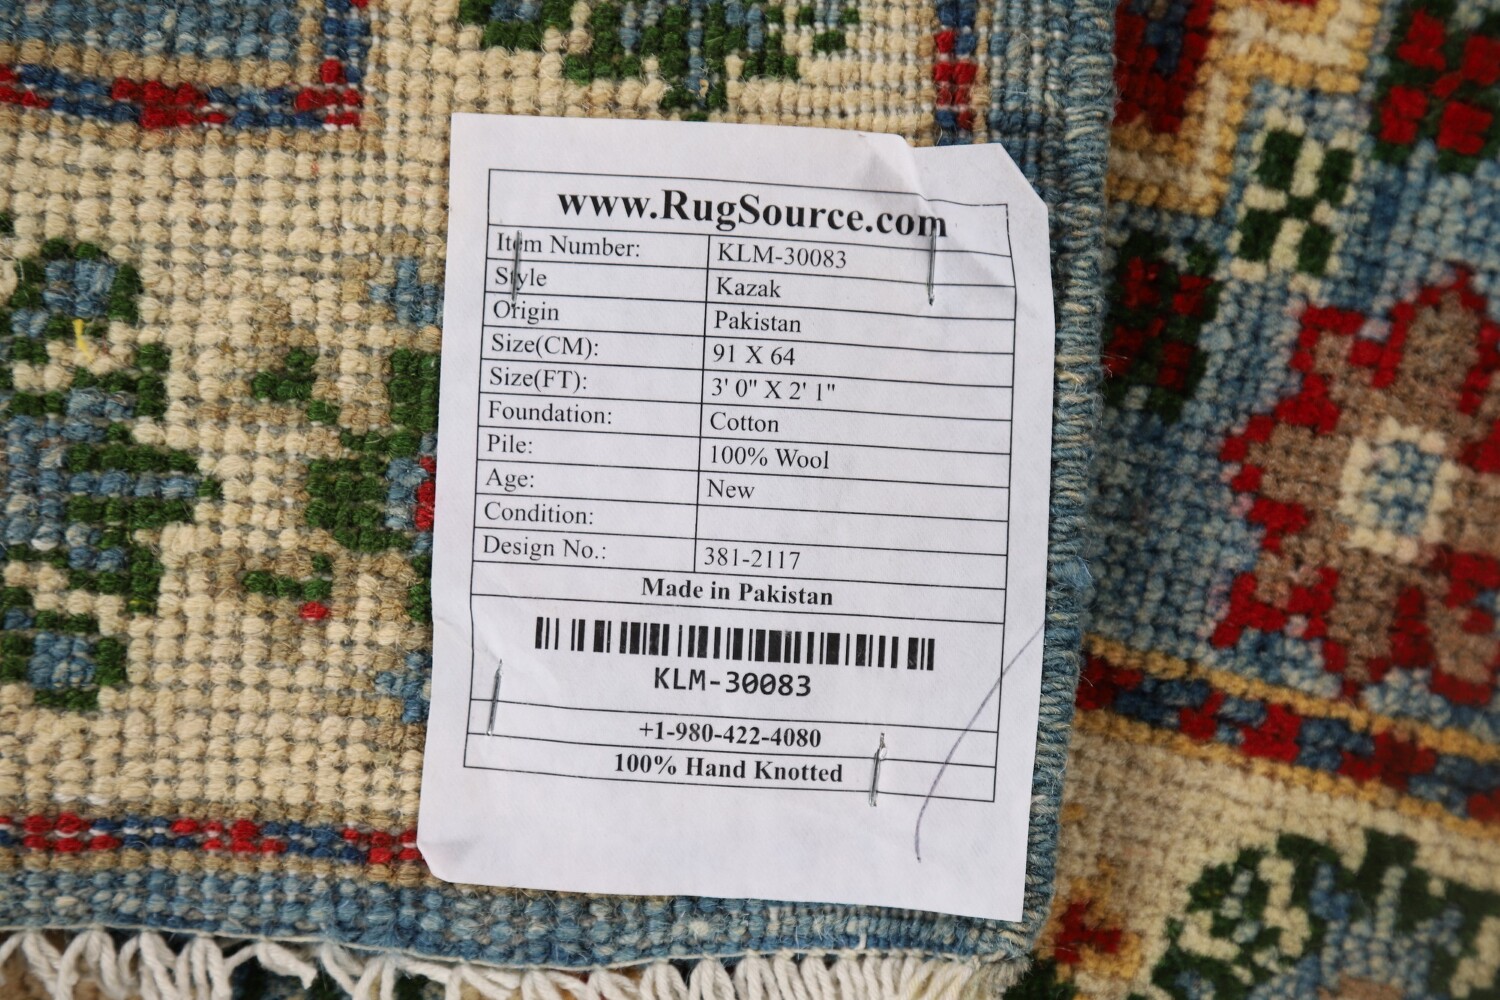 www.RugSource.com
Item Number: KLM-30083
Style Kazak
Origin Pakistan
Size(CM): 91 X 64
Size(FT): 3' 0" X 2' 1"
Foundation: Cotton
Pile: 100% Wool
Age: New
Condition:
Design No.: 381-2117
Made in Pakistan
KLM-30083
+1-980-422-4080
100% Hand Knotted